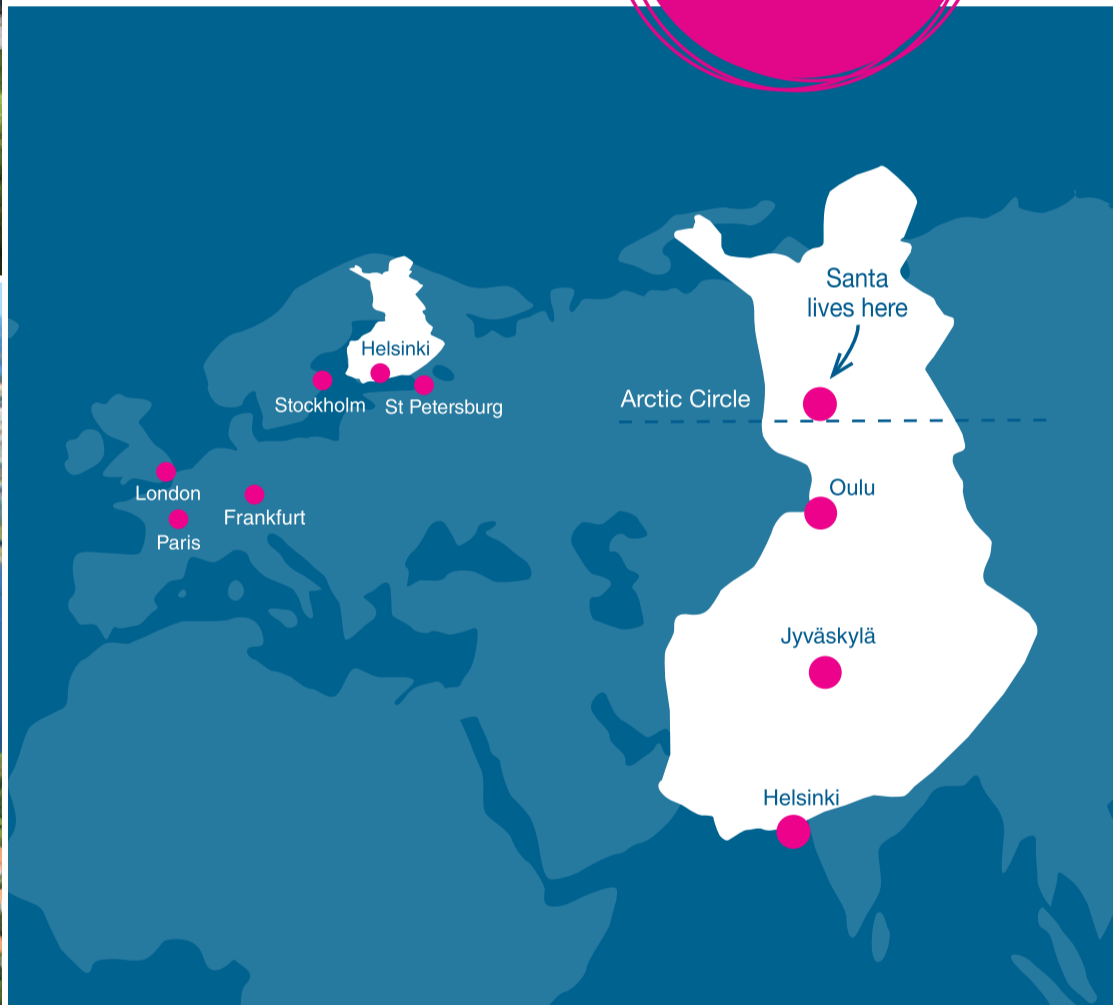 Helsinki
Stockholm
St Petersburg
London
Frankfurt
Paris
Santa
lives here
Arctic Circle
Oulu
Jyväskylä
Helsinki